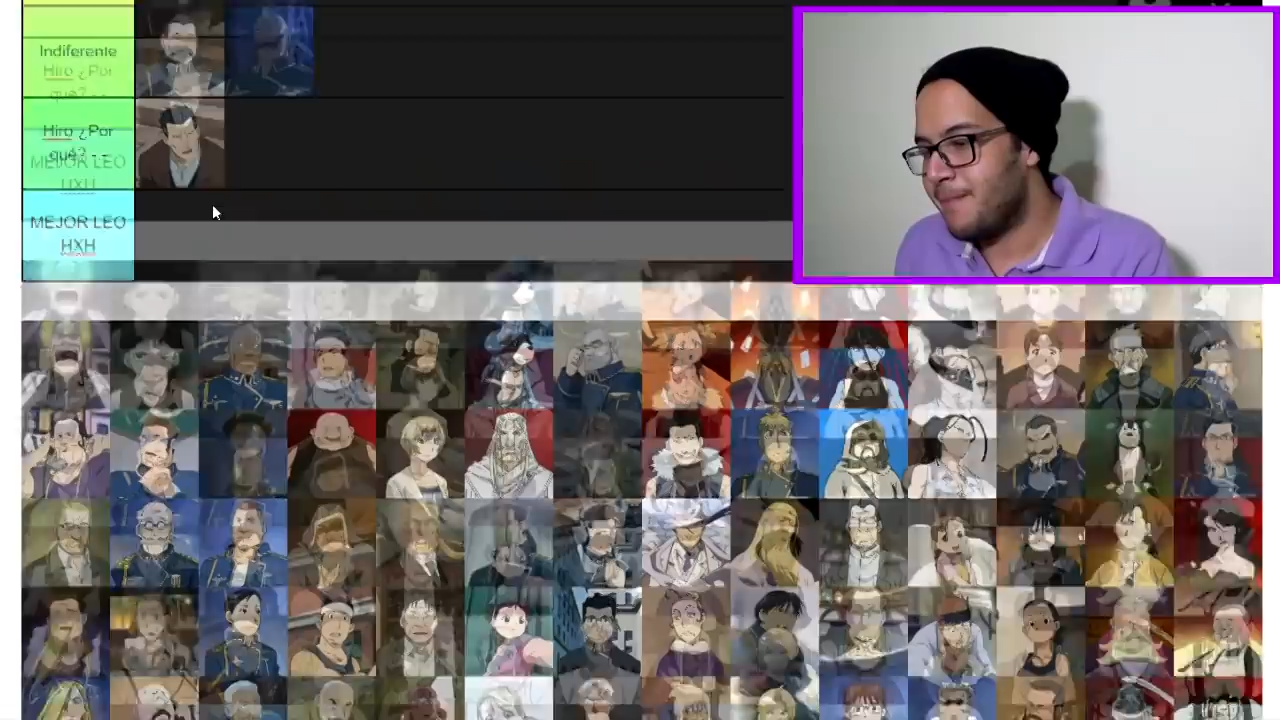 Indiferente
Hiro ¿Por
qué? - -
Hiro ¿Por
qué? - -
MEJOR LEO
HXH
MEJOR LEO
HXH